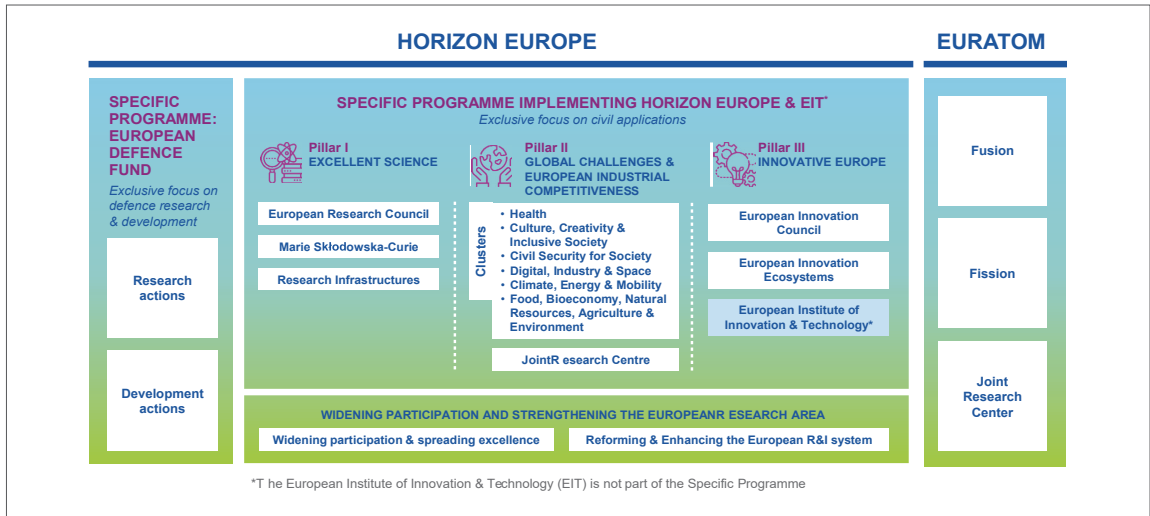 HORIZON EUROPE
EURATOM
SPECIFIC
PROGRAMME:
EUROPEAN
DEFENCE
FUND
Exclusive focus on
defence research
& development
Research
actions
Development
actions
SPECIFIC PROGRAMME IMPLEMENTING HORIZON EUROPE & EIT*
Exclusive focus on civil applications
Pillar I
EXCELLENT SCIENCE
European Research Council
Marie Skłodowska-Curie
Research Infrastructures
Pillar II
GLOBAL CHALLENGES &
EUROPEAN INDUSTRIAL
COMPETITIVENESS
Clusters
• Health
• Culture, Creativity &
Inclusive Society
• Civil Security for Society
• Digital, Industry & Space
• Climate, Energy & Mobility
• Food, Bioeconomy, Natural
Resources, Agriculture &
Environment
JointR esearch Centre
Pillar III
INNOVATIVE EUROPE
European Innovation
Council
European Innovation
Ecosystems
European Institute of
Innovation & Technology*
WIDENING PARTICIPATION AND STRENGTHENING THE EUROPEANR ESEARCH AREA
Widening participation & spreading excellence
Reforming & Enhancing the European R&I system
Fusion
Fission
Joint
Research
Center
*T he European Institute of Innovation & Technology (EIT) is not part of the Specific Programme